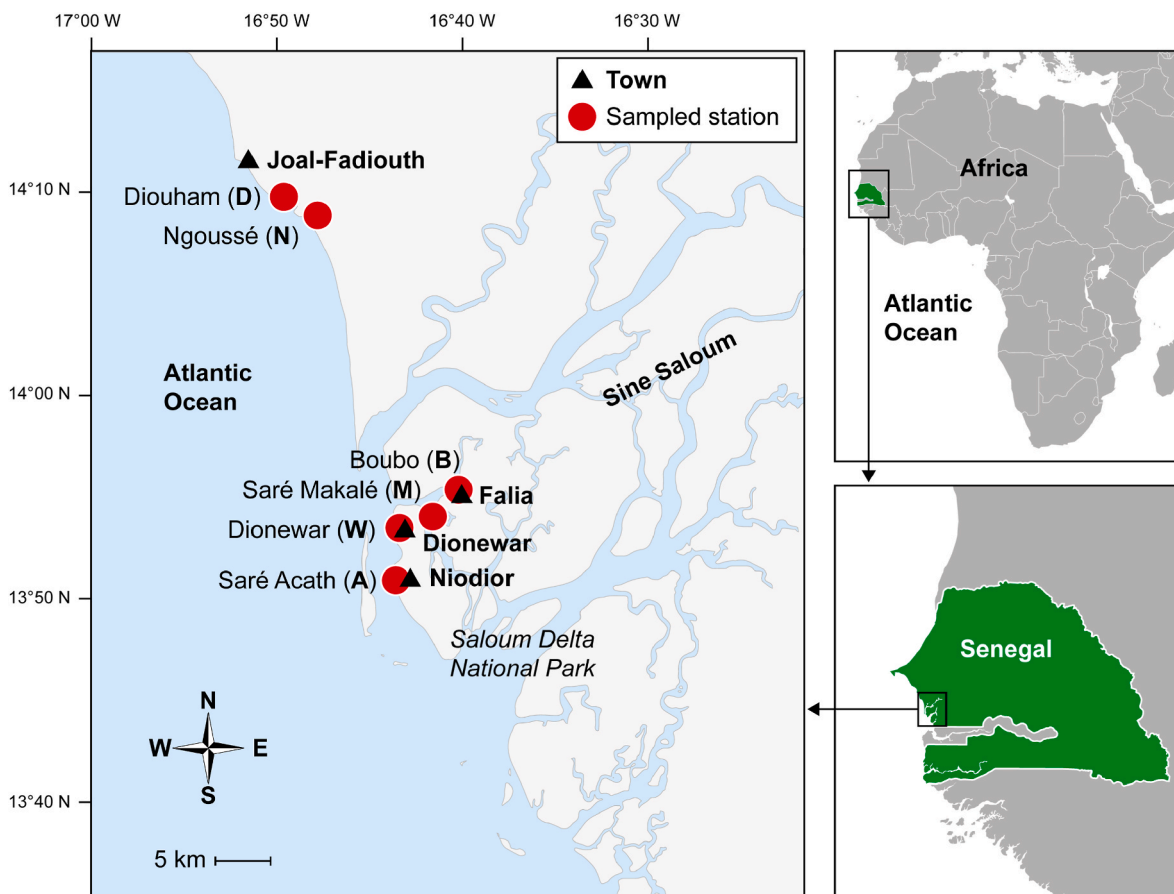 17°00 W
16°50 W
16°40 W
16°30 W
Town
Sampled station
Joal-Fadiouth
14°10 N
Diouham (D)
Ngoussé (N)
Atlantic
Ocean
14°00 N
Sine Saloum
Boubo (B)
Saré Makalé (M)
Falia
Dionewar (W)
Dionewar
Saré Acath (A)
Niodior
13°50 N
Saloum Delta
National Park
N
W
E
S
13°40 N
5 km
Africa
Atlantic
Ocean
Senegal